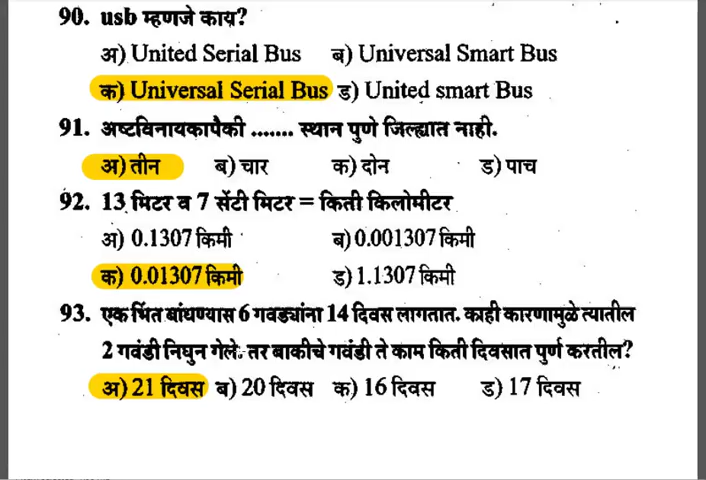 90. usb म्हणजे काय?
अ) United Serial Bus ब) Universal Smart Bus
क) Universal Serial Bus ड) United smart Bus
91. अष्टविनायकापैकी ....... स्थान पुणे जिल्ह्यात नाही.
अ) तीन ब) चार क) दोन ड) पाच
92. 13 मिटर व 7 सेंटी मिटर = किती किलोमीटर
अ) 0.1307 किमी ब) 0.001307 किमी
क) 0.01307 किमी ड) 1.1307 किमी
93. एक भिंत बांधण्यास 6 गवड्यांना 14 दिवस लागतात. काही कारणामुळे त्यातील
2 गवंडी निघुन गेले. तर बाकीचे गवंडी ते काम किती दिवसात पुर्ण करतील?
अ) 21 दिवस ब) 20 दिवस क) 16 दिवस ड) 17 दिवस